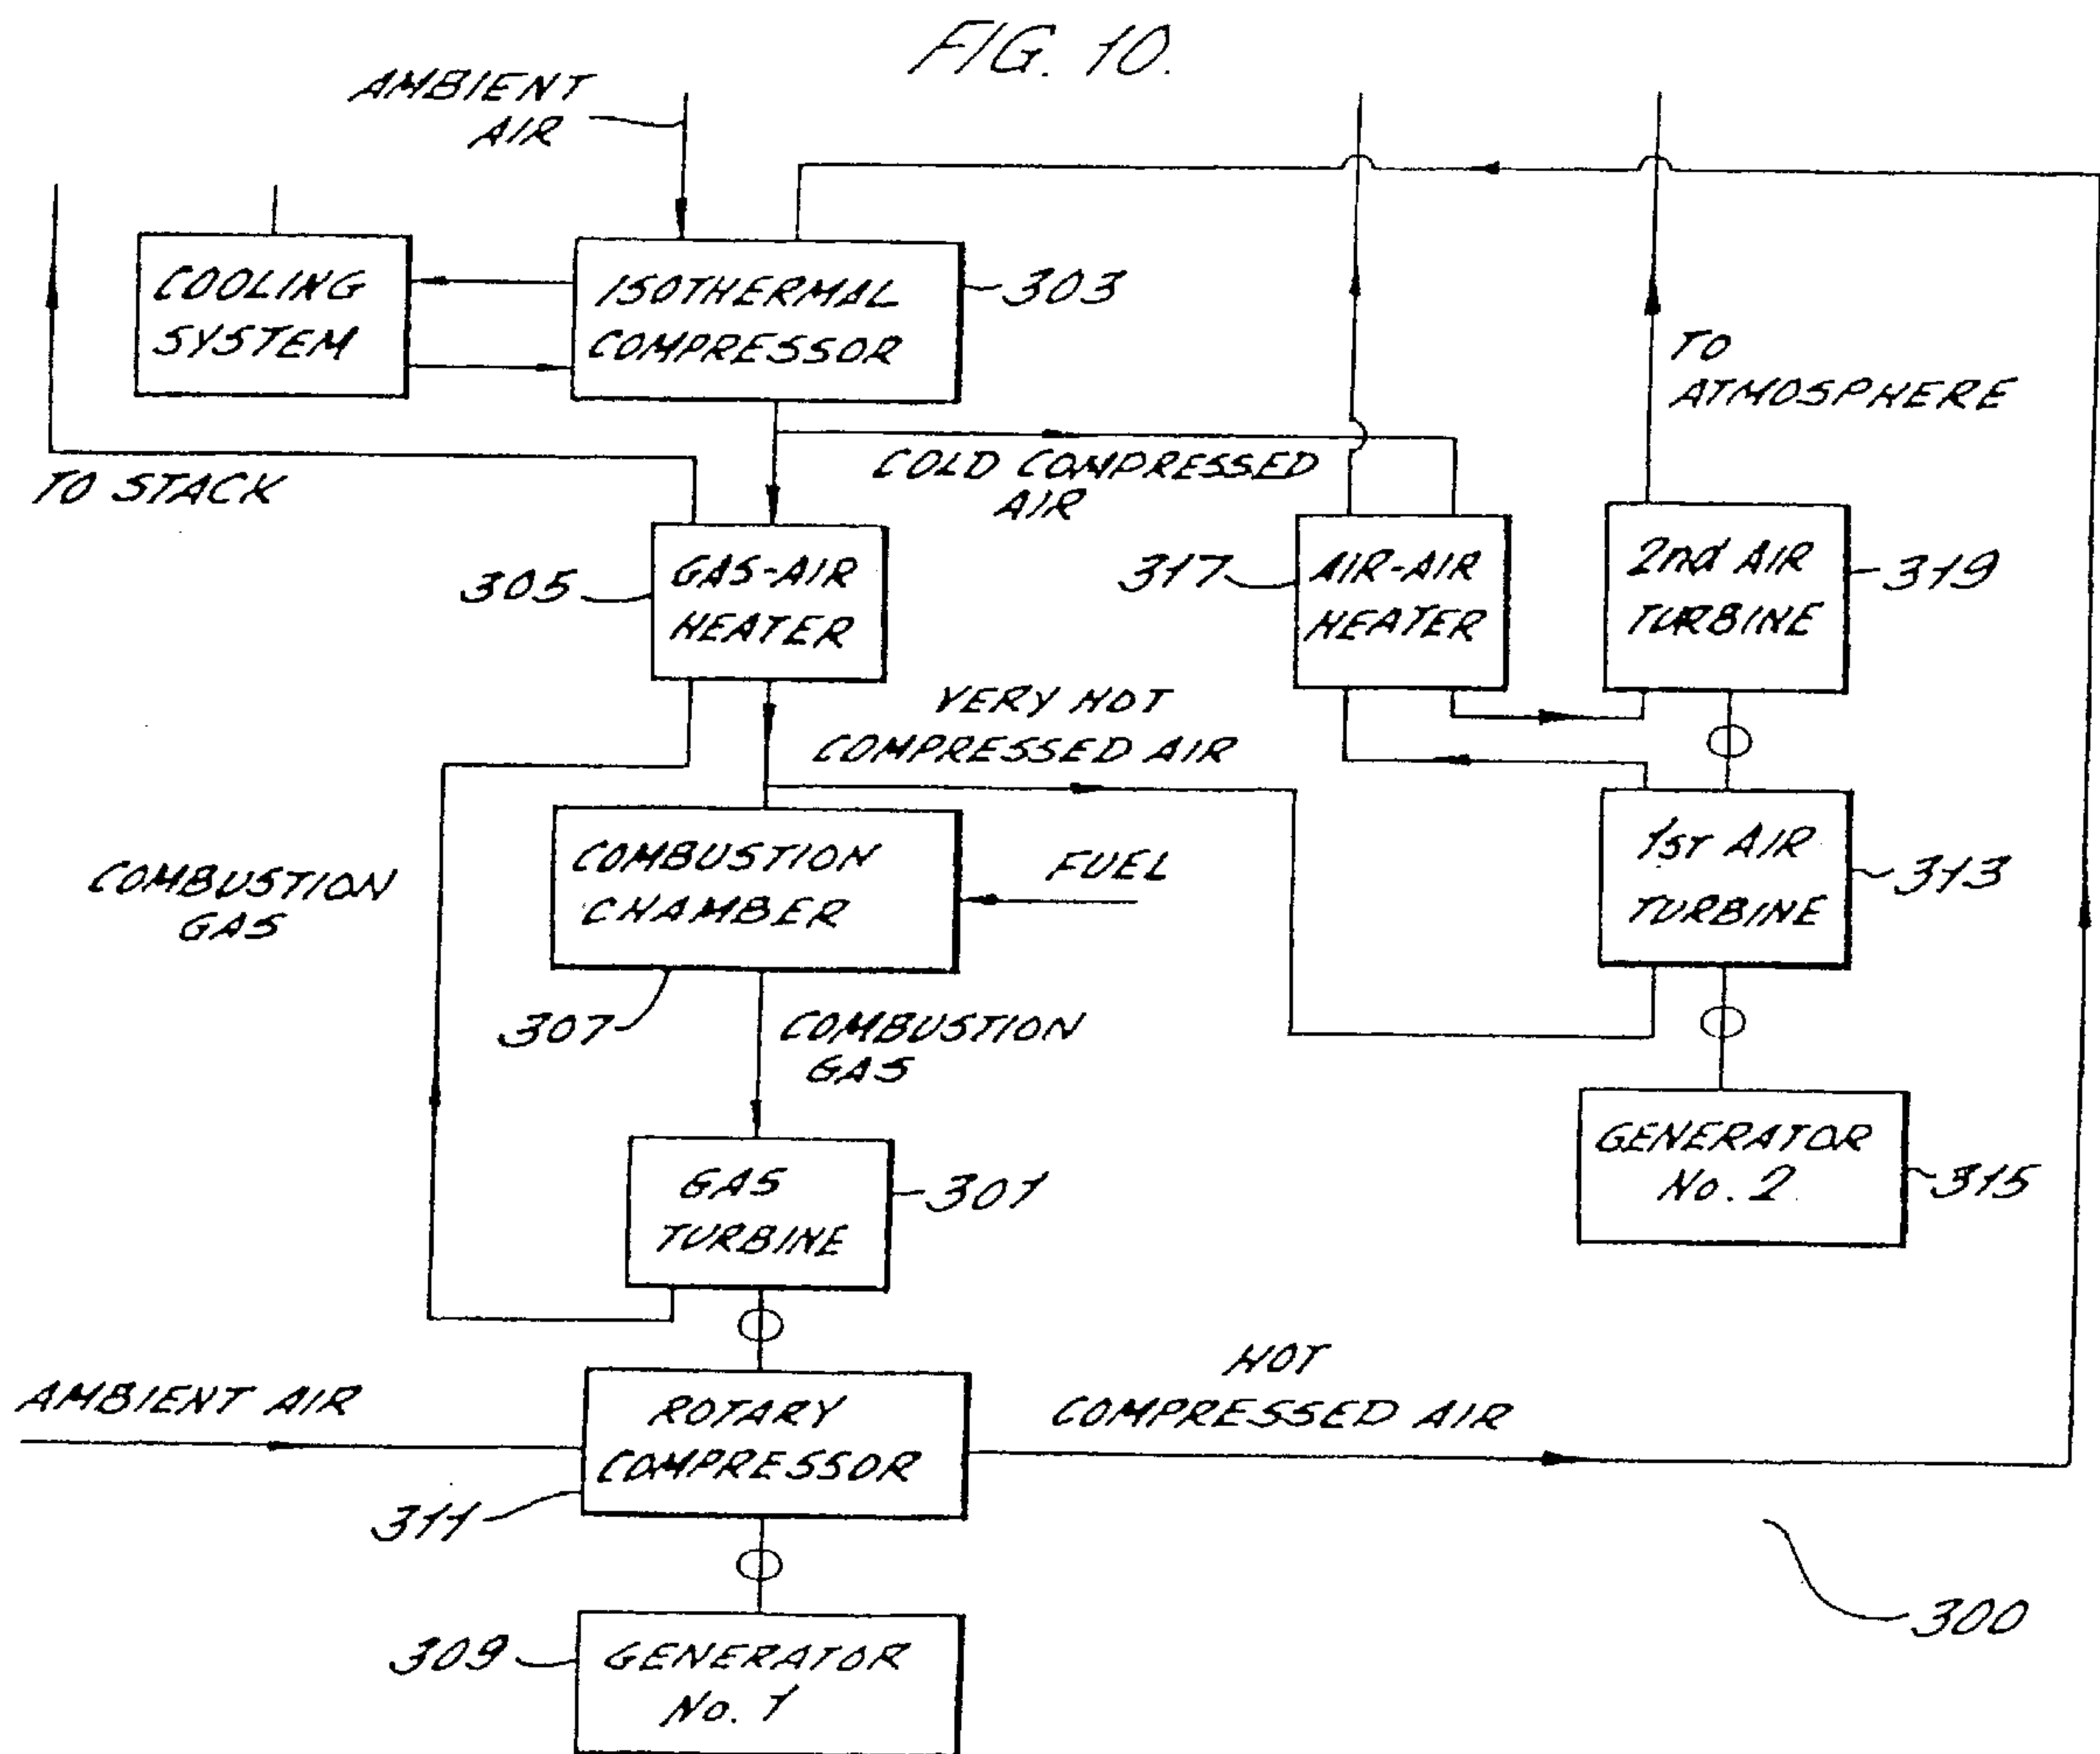 FIG. 10.
AMBIENT
AIR
COOLING
SYSTEM
ISOTHERMAL
COMPRESSOR
303
TO
ATMOSPHERE
TO STACK
COLD COMPRESSED
AIR
305
GAS-AIR
HEATER
317
AIR-AIR
HEATER
2nd AIR
TURBINE
319
VERY HOT
COMPRESSED AIR
COMBUSTION
GAS
COMBUSTION
CHAMBER
FUEL
1ST AIR
TURBINE
313
307
COMBUSTION
GAS
GENERATOR
No. 2
315
GAS
TURBINE
301
AMBIENT AIR
ROTARY
COMPRESSOR
HOT
COMPRESSED AIR
311
300
309
GENERATOR
No. 1